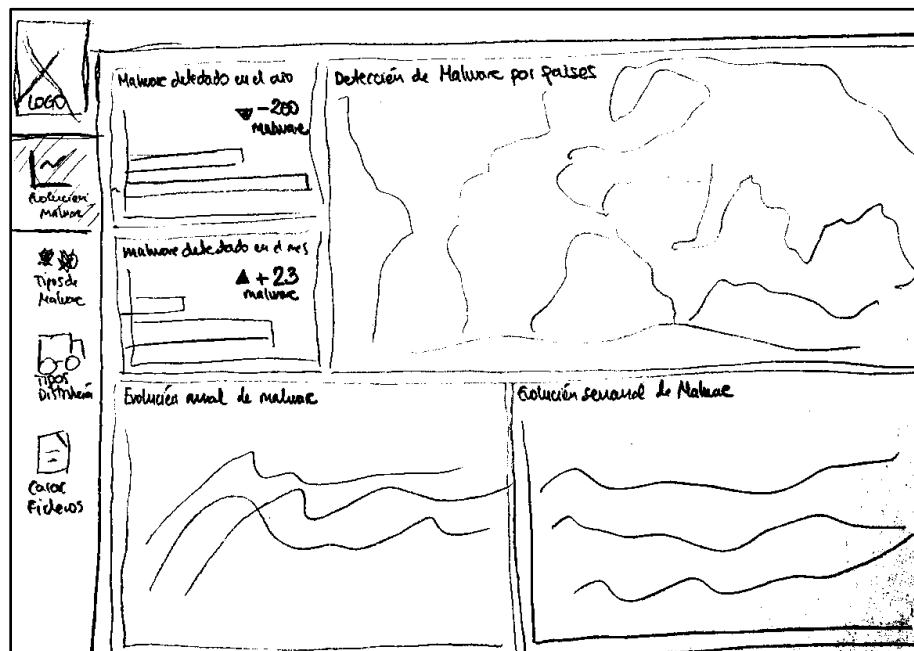 LOGO
Evolución
Malware
Tipos de
Malware
Tipos
Distribución
Carac
Ficheros
Malware detectado en el año
▼ -200
malware
malware detectado en el mes
▲ + 23
malware
Detección de Malware por países
Evolución anual de malware
Evolución semanal de Malware